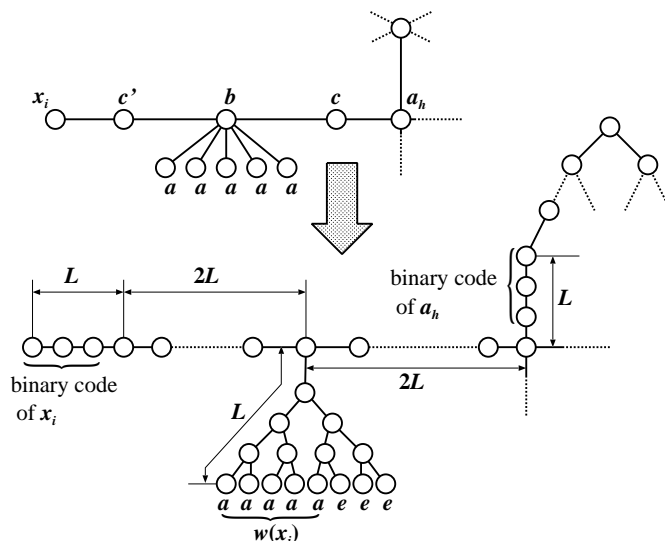 x_i c' b c a_h
a a a a a
L 2L binary code
of a_h L
binary code
of x_i
L 2L
a a a a a e e e
w(x_i)